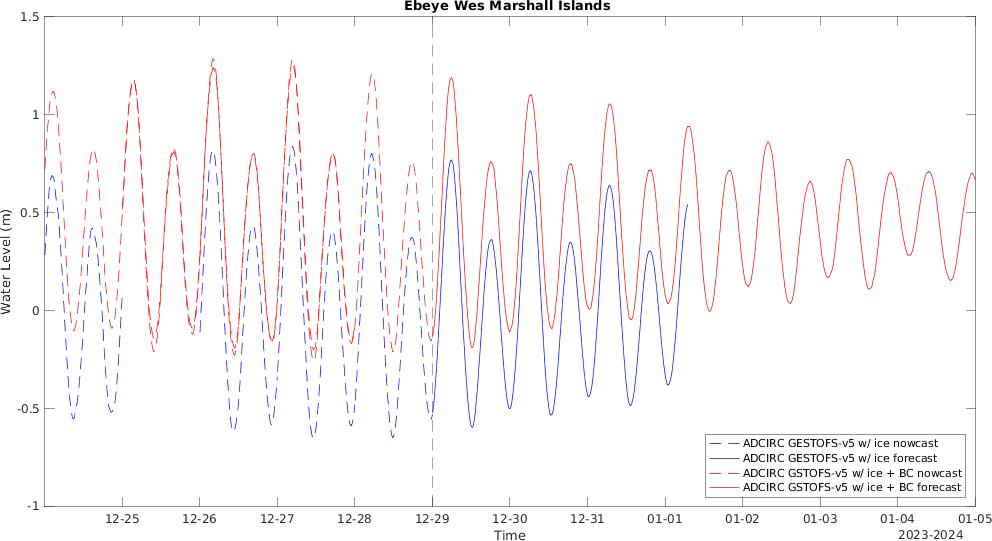 Ebeye Wes Marshall Islands
1.5
1
0.5
0
-0.5
-1
Water Level (m)
12-25 12-26 12-27 12-28 12-29 12-30 12-31 01-01 01-02 01-03 01-04 01-05
Time
2023-2024
ADCIRC GESTOFS-v5 w/ ice nowcast
ADCIRC GESTOFS-v5 w/ ice forecast
ADCIRC GSTOFS-v5 w/ ice + BC nowcast
ADCIRC GSTOFS-v5 w/ ice + BC forecast